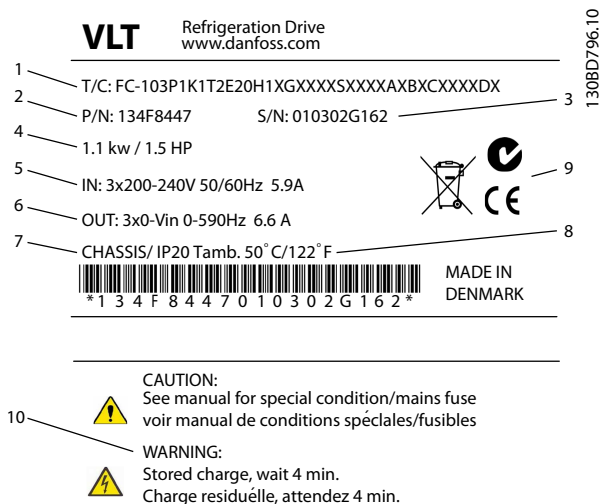 VLT Refrigeration Drive
www.danfoss.com
130BD796.10
1 T/C: FC-103P1K1T2E20H1XGXXXXSXXXXAXBXCXXXXDX
2 P/N: 134F8447 S/N: 010302G162 3
4 1.1 kw / 1.5 HP
5 IN: 3x200-240V 50/60Hz 5.9A
9
CE
6 OUT: 3x0-Vin 0-590Hz 6.6 A
7 CHASSIS/ IP20 Tamb. 50°C/122°F 8
*134F8447010302G162*
MADE IN
DENMARK
CAUTION:
See manual for special condition/mains fuse
voir manual de conditions spéclales/fusibles
10 WARNING:
Stored charge, wait 4 min.
Charge residuélle, attendez 4 min.